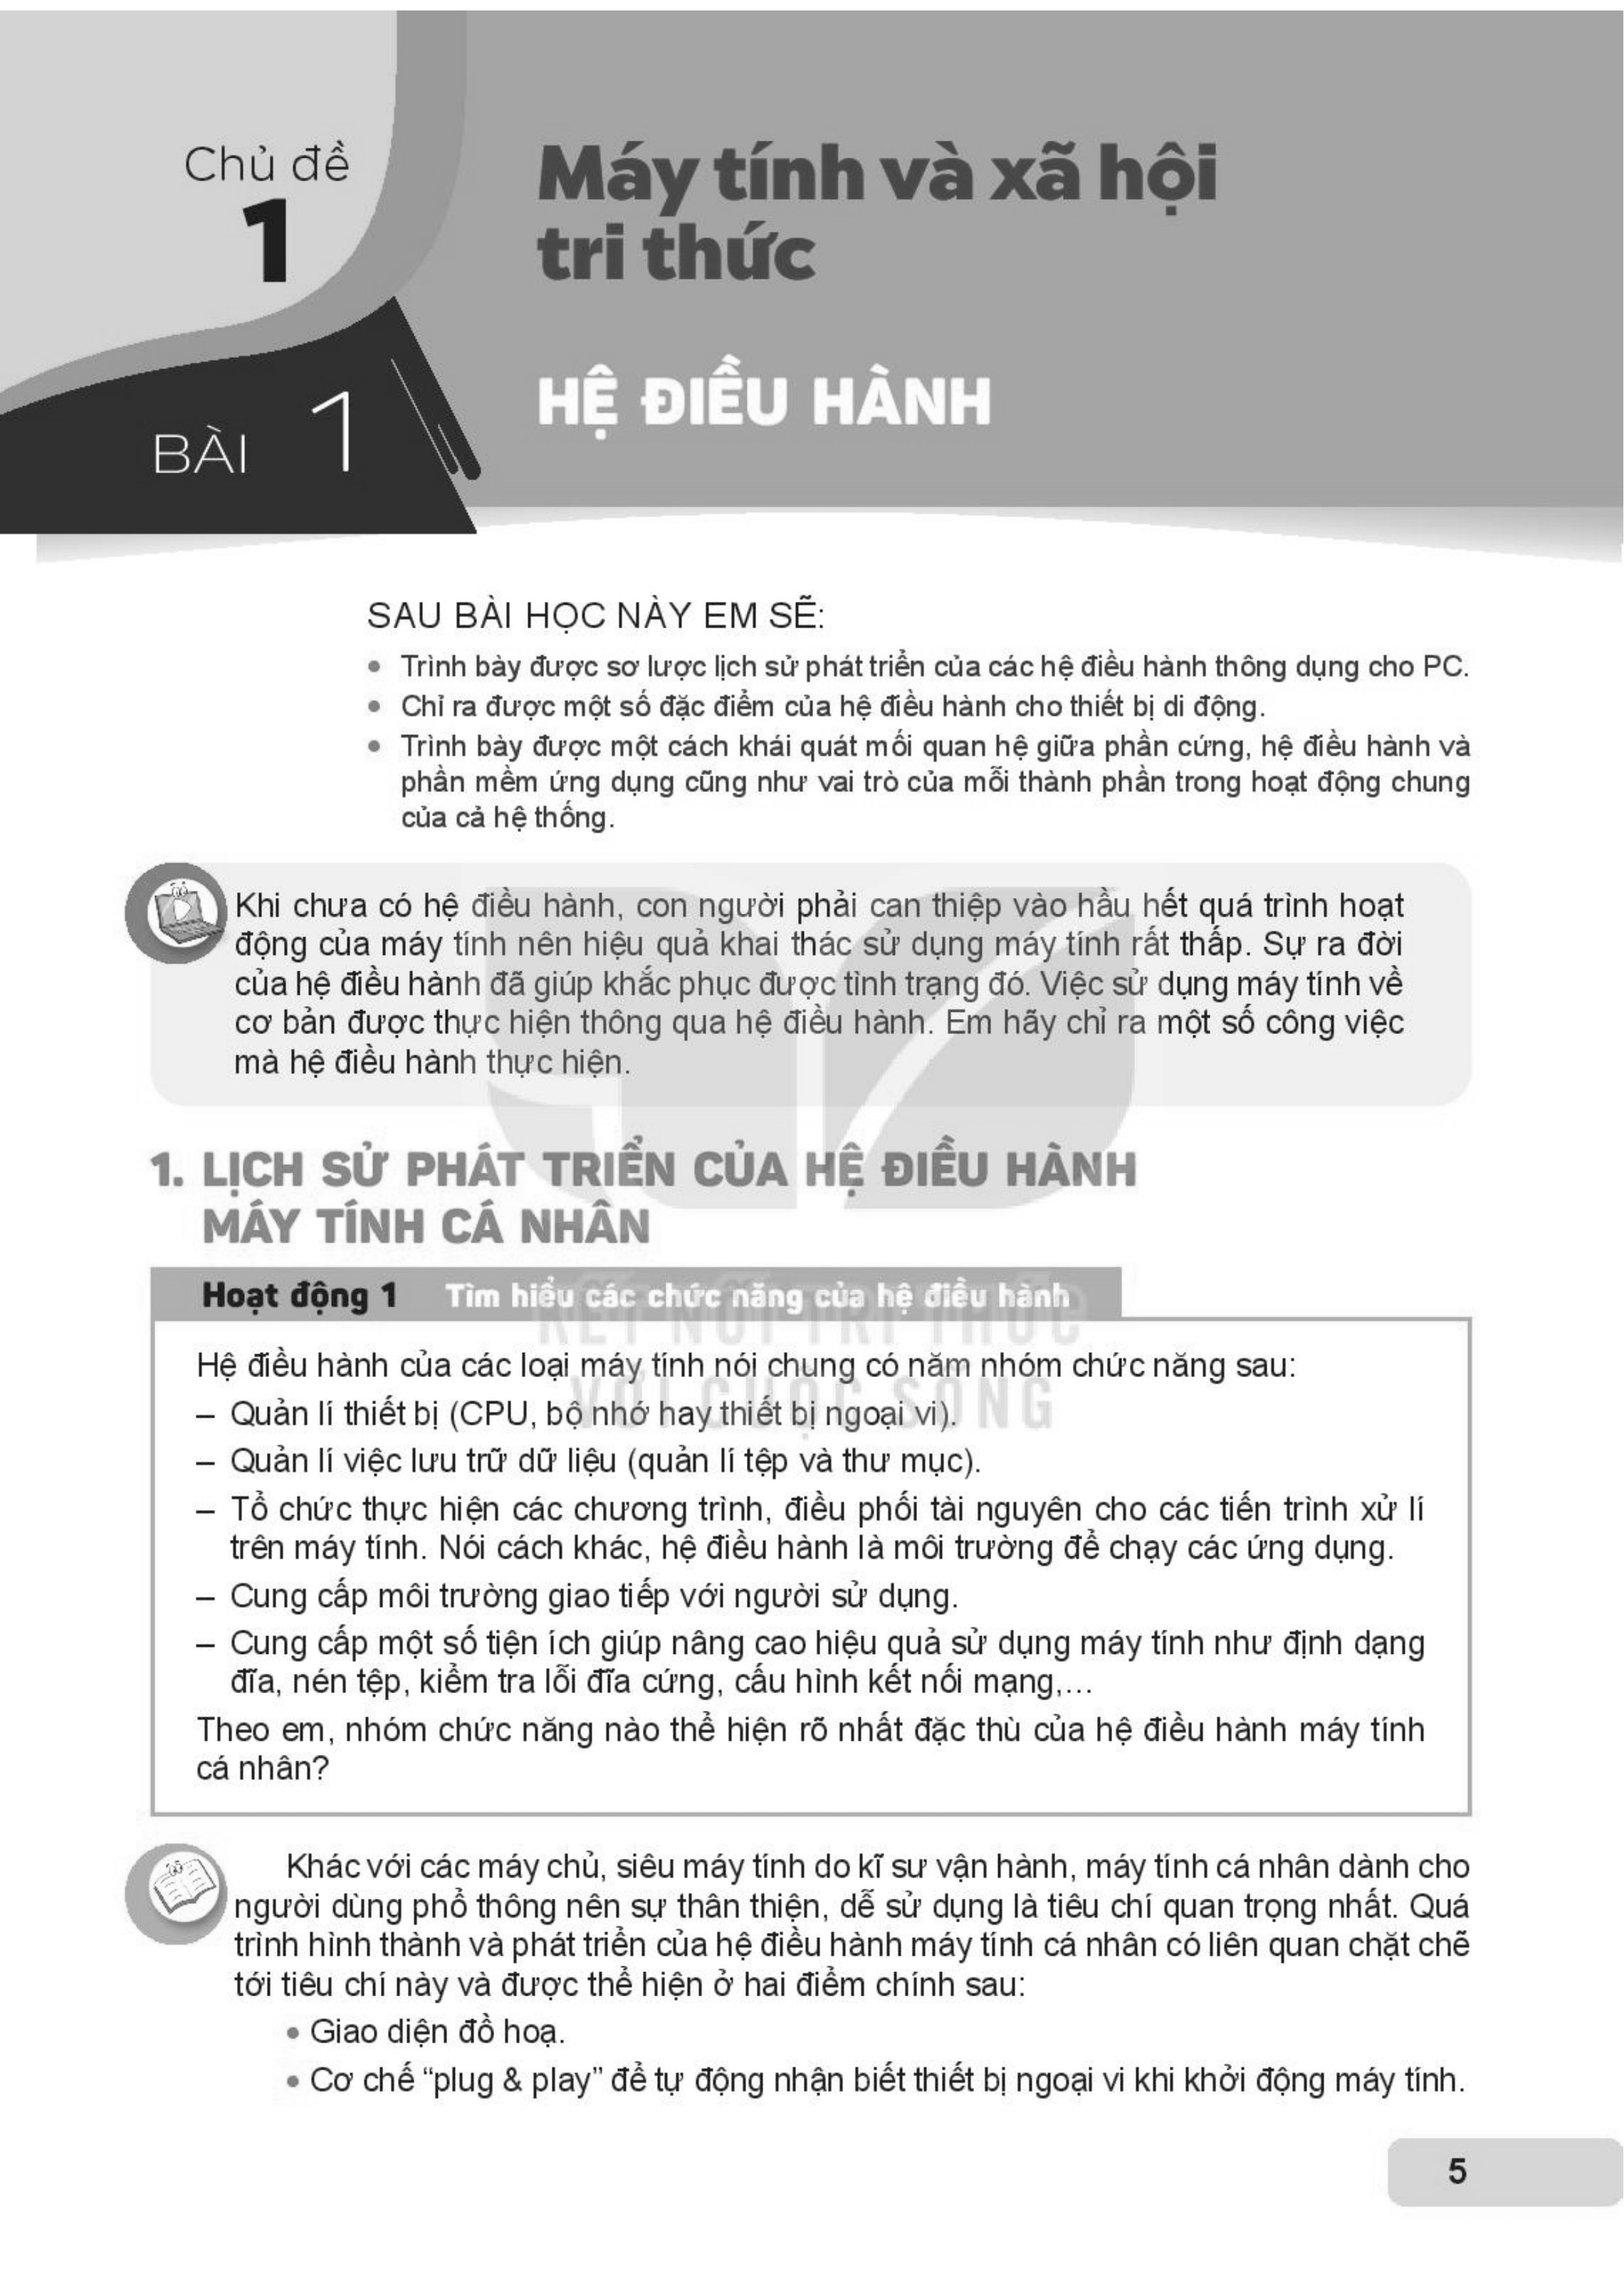 Chủ đề
1
Máy tính và xã hội
tri thức
BÀI 1
HỆ ĐIỀU HÀNH
SAU BÀI HỌC NÀY EM SẼ:
• Trình bày được sơ lược lịch sử phát triển của các hệ điều hành thông dụng cho PC.
• Chỉ ra được một số đặc điểm của hệ điều hành cho thiết bị di động.
• Trình bày được một cách khái quát mối quan hệ giữa phần cứng, hệ điều hành và
phần mềm ứng dụng cũng như vai trò của mỗi thành phần trong hoạt động chung
của cả hệ thống.
Khi chưa có hệ điều hành, con người phải can thiệp vào hầu hết quá trình hoạt
động của máy tính nên hiệu quả khai thác sử dụng máy tính rất thấp. Sự ra đời
của hệ điều hành đã giúp khắc phục được tình trạng đó. Việc sử dụng máy tính về
cơ bản được thực hiện thông qua hệ điều hành. Em hãy chỉ ra một số công việc
mà hệ điều hành thực hiện.
1. LỊCH SỬ PHÁT TRIỂN CỦA HỆ ĐIỀU HÀNH
MÁY TÍNH CÁ NHÂN
Hoạt động 1 Tìm hiểu các chức năng của hệ điều hành
KẾT NỐI TRI THỨC
VỚI CUỘC SỐNG
Hệ điều hành của các loại máy tính nói chung có năm nhóm chức năng sau:
– Quản lí thiết bị (CPU, bộ nhớ hay thiết bị ngoại vi).
– Quản lí việc lưu trữ dữ liệu (quản lí tệp và thư mục).
– Tổ chức thực hiện các chương trình, điều phối tài nguyên cho các tiến trình xử lí
trên máy tính. Nói cách khác, hệ điều hành là môi trường để chạy các ứng dụng.
– Cung cấp môi trường giao tiếp với người sử dụng.
– Cung cấp một số tiện ích giúp nâng cao hiệu quả sử dụng máy tính như định dạng
đĩa, nén tệp, kiểm tra lỗi đĩa cứng, cấu hình kết nối mạng,...
Theo em, nhóm chức năng nào thể hiện rõ nhất đặc thù của hệ điều hành máy tính
cá nhân?
Khác với các máy chủ, siêu máy tính do kĩ sư vận hành, máy tính cá nhân dành cho
người dùng phổ thông nên sự thân thiện, dễ sử dụng là tiêu chí quan trọng nhất. Quá
trình hình thành và phát triển của hệ điều hành máy tính cá nhân có liên quan chặt chẽ
tới tiêu chí này và được thể hiện ở hai điểm chính sau:
• Giao diện đồ hoạ.
• Cơ chế “plug & play” để tự động nhận biết thiết bị ngoại vi khi khởi động máy tính.
5